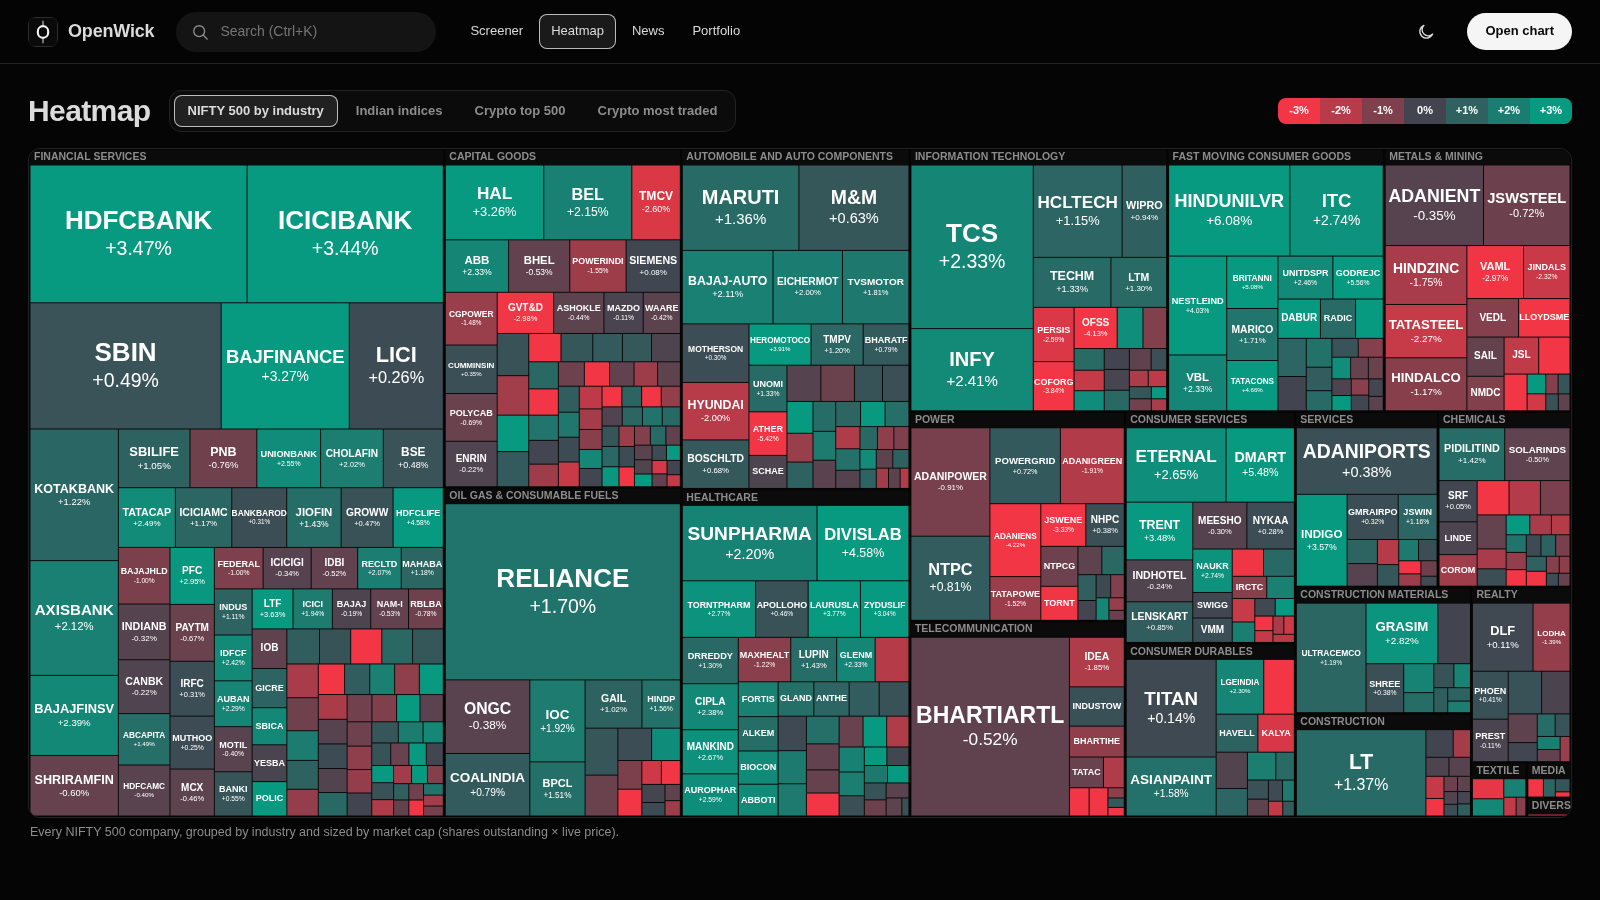 OpenWick
Search (Ctrl+K)
Screener
Heatmap
News
Portfolio
Open chart
Heatmap
NIFTY 500 by industry
Indian indices
Crypto top 500
Crypto most traded
-3% -2% -1% 0% +1% +2% +3%
FINANCIAL SERVICES
HDFCBANK
+3.47%
ICICIBANK
+3.44%
SBIN
+0.49%
BAJFINANCE
+3.27%
LICI
+0.26%
KOTAKBANK
+1.22%
AXISBANK
+2.12%
BAJAJFINSV
+2.39%
SHRIRAMFIN
-0.60%
SBILIFE
+1.05%
PNB
-0.76%
UNIONBANK
+2.55%
CHOLAFIN
+2.02%
BSE
+0.48%
TATACAP
+2.49%
ICICIAMC
+1.17%
BANKBAROD
+0.31%
JIOFIN
+1.43%
GROWW
+0.47%
HDFCLIFE
+4.58%
BAJAJHLD
-1.00%
PFC
+2.95%
FEDERAL
-1.00%
ICICIGI
-0.34%
IDBI
-0.52%
RECLTD
+2.07%
MAHABA
+1.18%
INDIANB
-0.32%
PAYTM
-0.67%
INDUS
+1.11%
LTF
+3.63%
ICICI
+1.94%
BAJAJ
-0.19%
NAM-I
-0.53%
RBLBA
-0.78%
CANBK
-0.22%
IRFC
+0.31%
IDFCF
+2.42%
IOB
ABCAPITA
+1.49%
MUTHOO
+0.25%
AUBAN
+2.29%
GICRE
SBICA
HDFCAMC
-0.40%
MCX
-0.46%
MOTIL
-0.40%
YESBA
BANKI
+0.55%
POLIC
CAPITAL GOODS
HAL
+3.26%
BEL
+2.15%
TMCV
-2.60%
ABB
+2.33%
BHEL
-0.53%
POWERINDI
-1.55%
SIEMENS
+0.08%
CGPOWER
-1.48%
GVT&D
-2.98%
ASHOKLE
-0.44%
MAZDO
-0.11%
WAARE
-0.42%
CUMMINSIN
+0.35%
POLYCAB
-0.69%
ENRIN
-0.22%
OIL GAS & CONSUMABLE FUELS
RELIANCE
+1.70%
ONGC
-0.38%
IOC
+1.92%
GAIL
+1.02%
HINDP
+1.56%
COALINDIA
+0.79%
BPCL
+1.51%
AUTOMOBILE AND AUTO COMPONENTS
MARUTI
+1.36%
M&M
+0.63%
BAJAJ-AUTO
+2.11%
EICHERMOT
+2.00%
TVSMOTOR
+1.81%
MOTHERSON
+0.30%
HEROMOTOCO
+3.91%
TMPV
+1.20%
BHARATF
+0.79%
HYUNDAI
-2.00%
UNOMI
+1.33%
ATHER
-5.42%
BOSCHLTD
+0.68%
SCHAE
HEALTHCARE
SUNPHARMA
+2.20%
DIVISLAB
+4.58%
TORNTPHARM
+2.77%
APOLLOHO
+0.46%
LAURUSLA
+3.77%
ZYDUSLIF
+3.04%
DRREDDY
+1.30%
MAXHEALT
-1.22%
LUPIN
+1.43%
GLENM
+2.33%
CIPLA
+2.38%
FORTIS
GLAND
ANTHE
MANKIND
+2.67%
ALKEM
BIOCON
AUROPHAR
+2.59%
ABBOTI
INFORMATION TECHNOLOGY
TCS
+2.33%
INFY
+2.41%
HCLTECH
+1.15%
WIPRO
+0.94%
TECHM
+1.33%
LTM
+1.30%
PERSIS
-2.59%
OFSS
-4.13%
COFORG
-3.84%
FAST MOVING CONSUMER GOODS
HINDUNILVR
+6.08%
ITC
+2.74%
NESTLEIND
+4.03%
BRITANNI
+5.08%
UNITDSPR
+2.46%
GODREJC
+5.56%
MARICO
+1.71%
DABUR
RADIC
VBL
+2.33%
TATACONS
+4.66%
METALS & MINING
ADANIENT
-0.35%
JSWSTEEL
-0.72%
HINDZINC
-1.75%
VAML
-2.97%
JINDALS
-2.32%
TATASTEEL
-2.27%
VEDL
LLOYDSME
HINDALCO
-1.17%
SAIL
JSL
NMDC
POWER
ADANIPOWER
-0.91%
POWERGRID
+0.72%
ADANIGREEN
-1.91%
NTPC
+0.81%
ADANIENS
-4.22%
JSWENE
-3.33%
NHPC
+0.38%
NTPCG
TATAPOWE
-1.52%
TORNT
TELECOMMUNICATION
BHARTIARTL
-0.52%
IDEA
-1.85%
INDUSTOW
BHARTIHE
TATAC
CONSUMER SERVICES
ETERNAL
+2.65%
DMART
+5.48%
TRENT
+3.48%
MEESHO
-0.30%
NYKAA
+0.28%
INDHOTEL
-0.24%
NAUKR
+2.74%
IRCTC
LENSKART
+0.85%
SWIGG
VMM
CONSUMER DURABLES
TITAN
+0.14%
LGEINDIA
+2.30%
HAVELL
KALYA
ASIANPAINT
+1.58%
SERVICES
ADANIPORTS
+0.38%
INDIGO
+3.57%
GMRAIRPO
+0.32%
JSWIN
+1.16%
CHEMICALS
PIDILITIND
+1.42%
SOLARINDS
-0.50%
SRF
+0.05%
LINDE
COROM
CONSTRUCTION MATERIALS
ULTRACEMCO
+1.19%
GRASIM
+2.82%
SHREE
+0.38%
CONSTRUCTION
LT
+1.37%
REALTY
DLF
+0.11%
LODHA
-1.39%
PHOEN
+0.41%
PREST
-0.11%
TEXTILE
MEDIA
DIVERS
Every NIFTY 500 company, grouped by industry and sized by market cap (shares outstanding × live price).